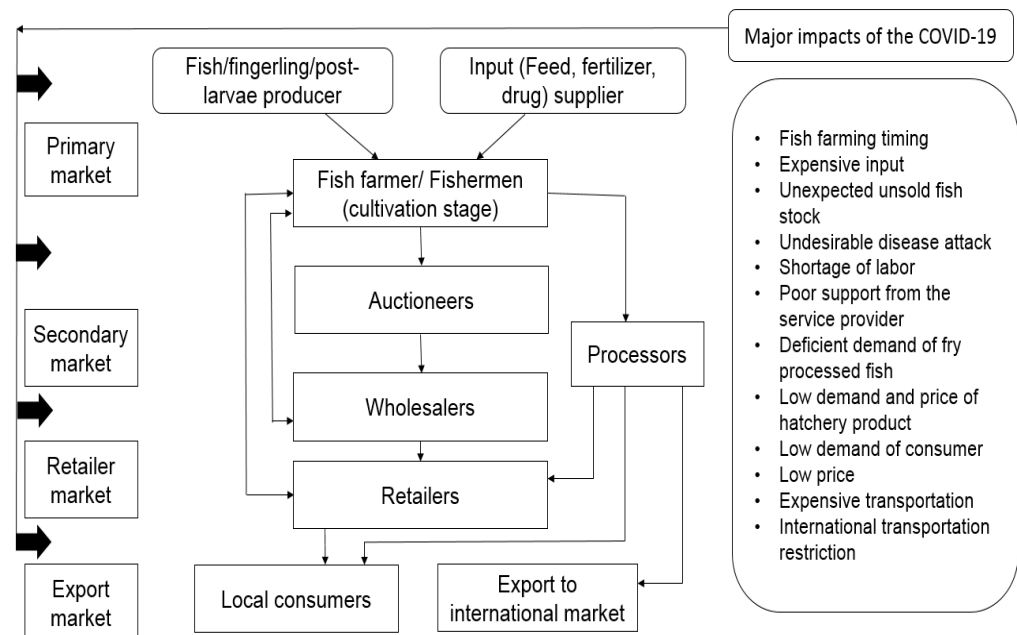 Major impacts of the COVID-19
Fish/fingerling/post-
larvae producer
Input (Feed, fertilizer,
drug) supplier
Primary
market
Fish farmer/ Fishermen
(cultivation stage)
Auctioneers
Secondary
market
Processors
Wholesalers
Retailer
market
Retailers
Export
market
Local consumers
Export to
international market
• Fish farming timing
• Expensive input
• Unexpected unsold fish
stock
• Undesirable disease attack
• Shortage of labor
• Poor support from the
service provider
• Deficient demand of fry
processed fish
• Low demand and price of
hatchery product
• Low demand of consumer
• Low price
• Expensive transportation
• International transportation
restriction